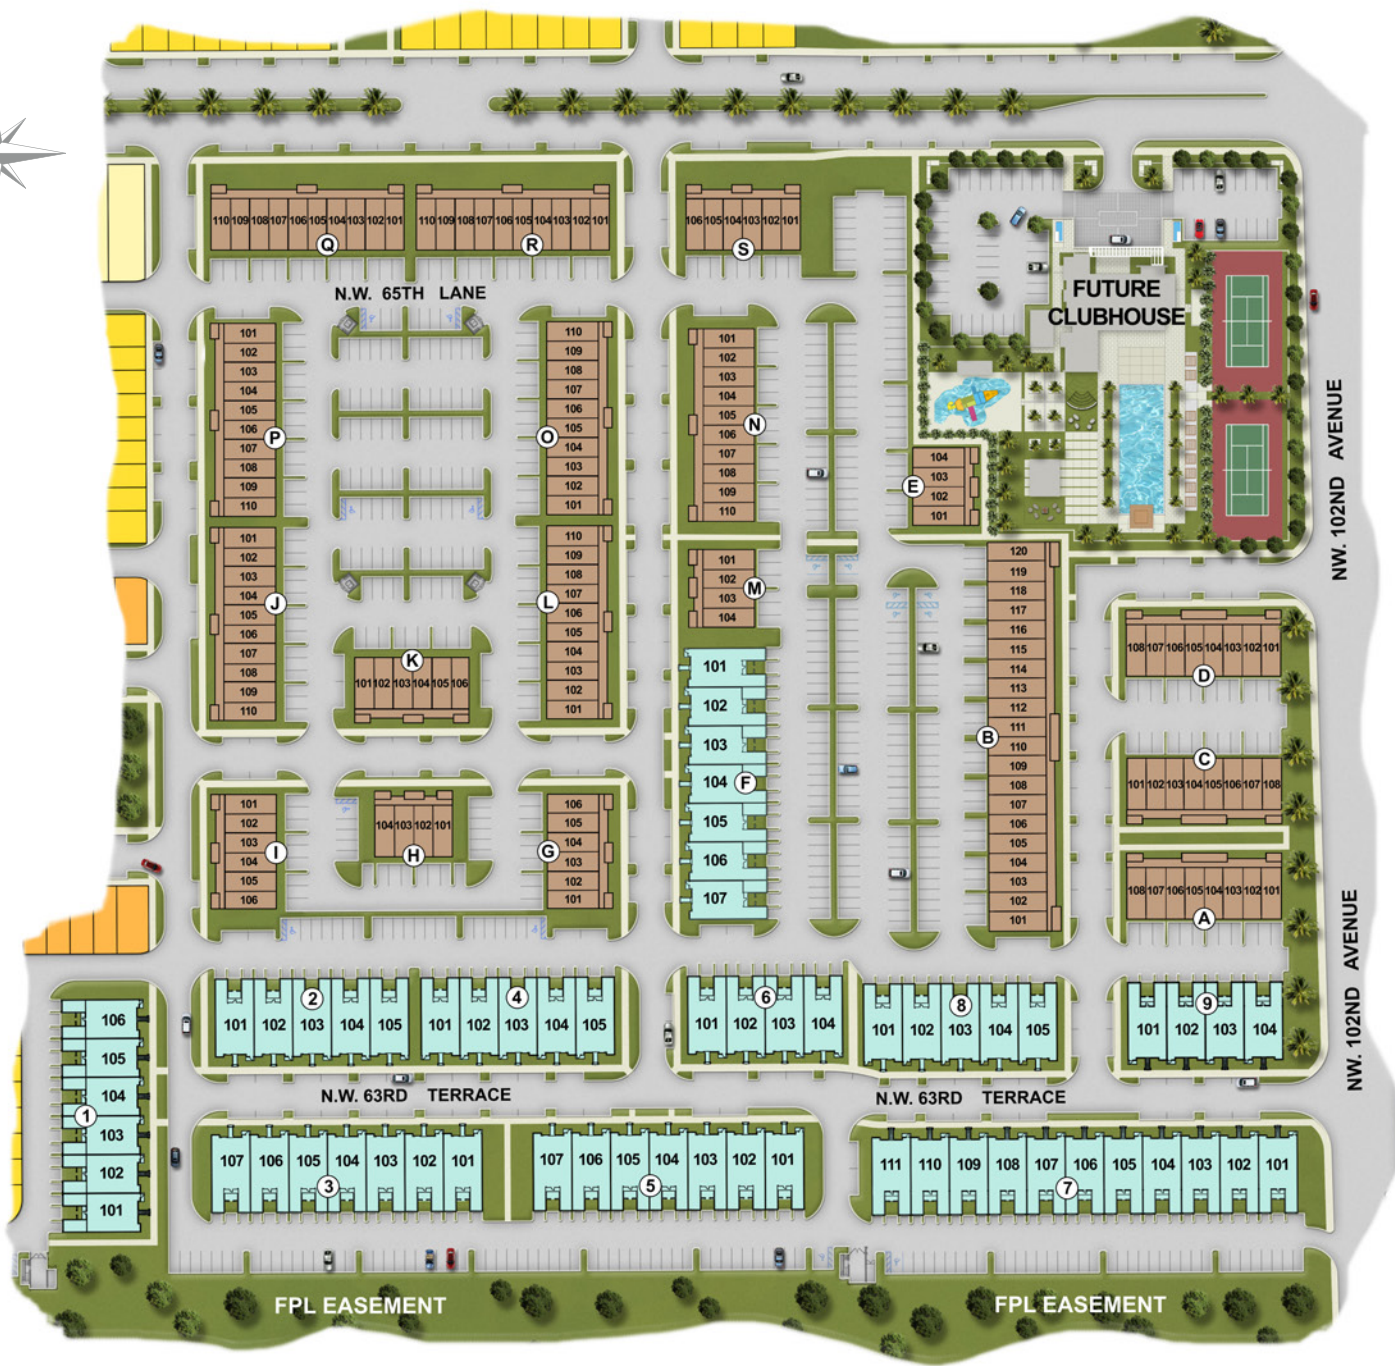 110 109 108 107 106 105 104 103 102 101
Q
110 109 108 107 106 105 104 103 102 101
R
106 105 104 103 102 101
S
N.W. 65TH LANE
FUTURE
CLUBHOUSE
101
102
103
104
105
106
107
108
109
110
P
110
109
108
107
106
105
104
103
102
101
O
101
102
103
104
105
106
107
108
109
110
N
104
103
102
101
E
NW. 102ND AVENUE
101
102
103
104
105
106
107
108
109
110
J
K
101 102 103 104 105 106
110
109
108
107
106
105
104
103
102
101
L
101
102
103
104
M
120
119
118
117
116
115
114
113
112
111
110
109
108
107
106
105
104
103
102
101
B
108 107 106 105 104 103 102 101
D
C
101 102 103 104 105 106 107 108
108 107 106 105 104 103 102 101
A
101
102
103
104
105
106
107
F
101
102
103
104
105
106
I
104 103 102 101
H
106
105
104
103
102
101
G
NW. 102ND AVENUE
2
101 102 103 104 105
4
101 102 103 104 105
6
101 102 103 104
8
101 102 103 104 105
9
101 102 103 104
106
105
104
103
102
101
1
N.W. 63RD TERRACE
N.W. 63RD TERRACE
107 106 105 104 103 102 101
3
107 106 105 104 103 102 101
5
111 110 109 108 107 106 105 104 103 102 101
7
FPL EASEMENT
FPL EASEMENT